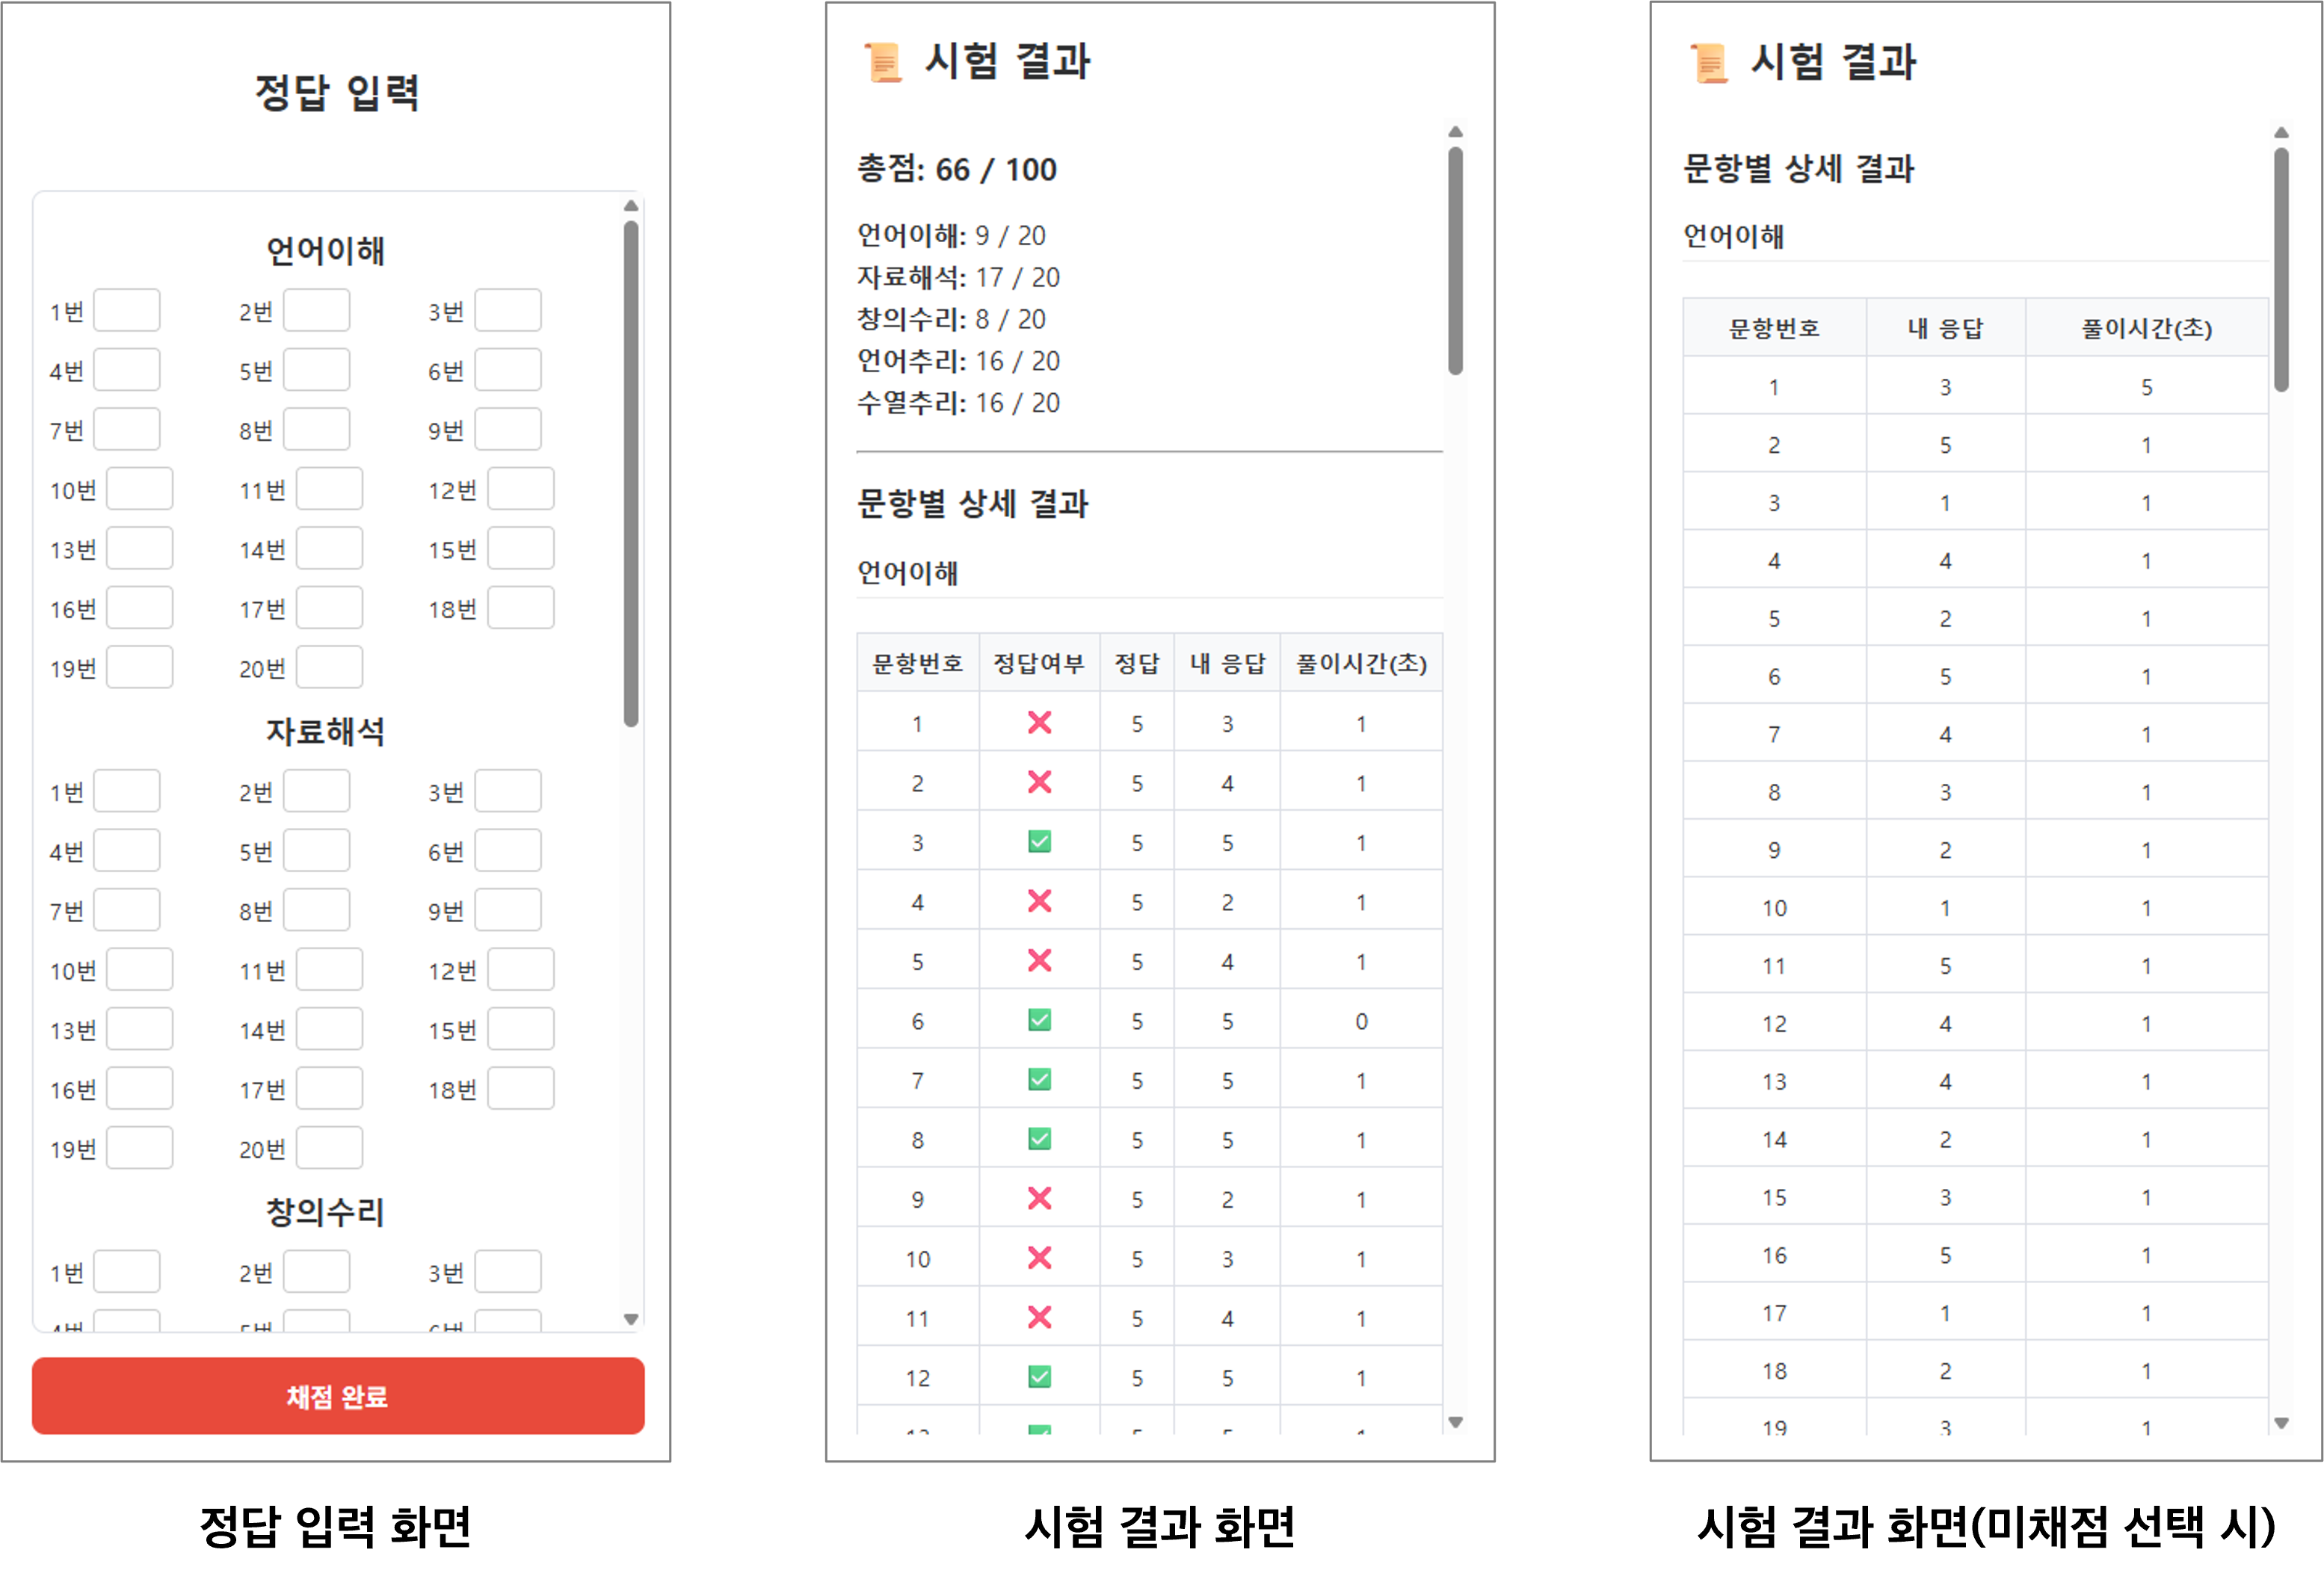 정답 입력
언어이해
1번 2번 3번
4번 5번 6번
7번 8번 9번
10번 11번 12번
13번 14번 15번
16번 17번 18번
19번 20번
자료해석
1번 2번 3번
4번 5번 6번
7번 8번 9번
10번 11번 12번
13번 14번 15번
16번 17번 18번
19번 20번
창의수리
1번 2번 3번
4번 5번 6번
채점 완료
정답 입력 화면
📜 시험 결과
총점: 66 / 100
언어이해: 9 / 20
자료해석: 17 / 20
창의수리: 8 / 20
언어추리: 16 / 20
수열추리: 16 / 20
문항별 상세 결과
언어이해
문항번호 정답여부 정답 내 응답 풀이시간(초)
1 ❌ 5 3 1
2 ❌ 5 4 1
3 ✅ 5 5 1
4 ❌ 5 2 1
5 ❌ 5 4 1
6 ✅ 5 5 0
7 ✅ 5 5 1
8 ✅ 5 5 1
9 ❌ 5 2 1
10 ❌ 5 3 1
11 ❌ 5 4 1
12 ✅ 5 5 1
시험 결과 화면
📜 시험 결과
문항별 상세 결과
언어이해
문항번호 내 응답 풀이시간(초)
1 3 5
2 5 1
3 1 1
4 4 1
5 2 1
6 5 1
7 4 1
8 3 1
9 2 1
10 1 1
11 5 1
12 4 1
13 4 1
14 2 1
15 3 1
16 5 1
17 1 1
18 2 1
19 3 1
시험 결과 화면(미채점 선택 시)